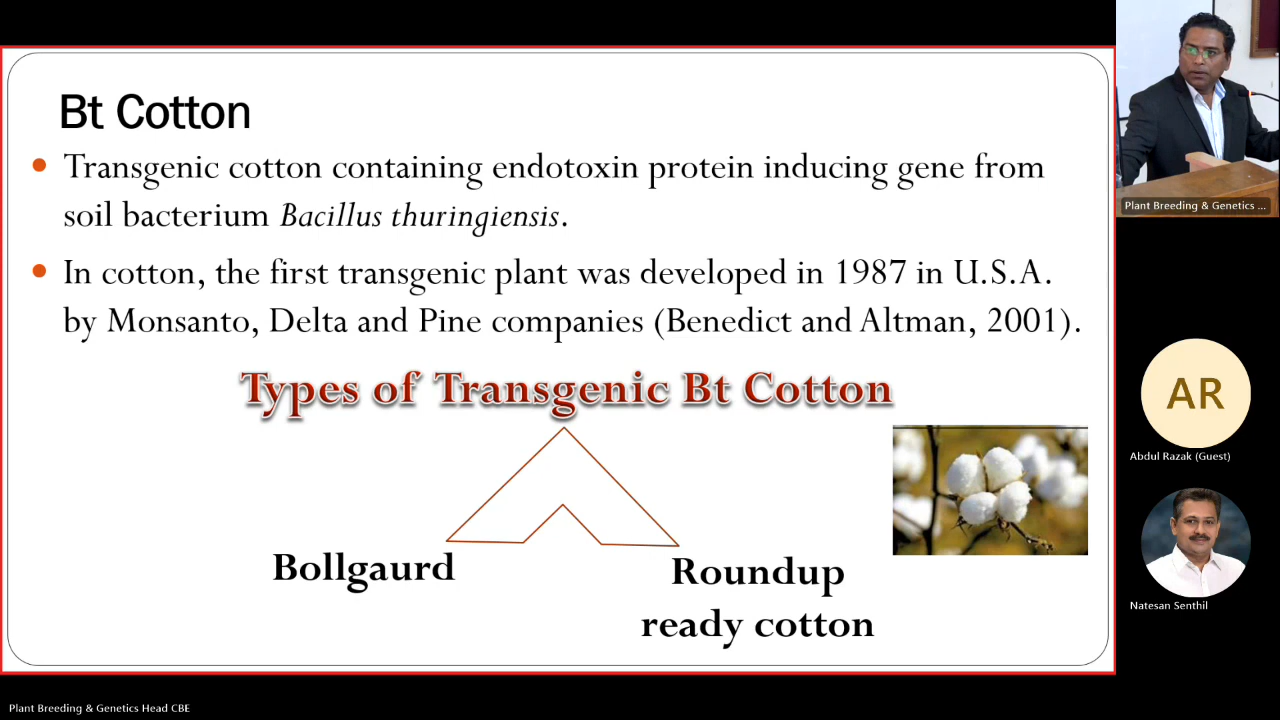 Bt Cotton
Transgenic cotton containing endotoxin protein inducing gene from
soil bacterium Bacillus thuringiensis.
In cotton, the first transgenic plant was developed in 1987 in U.S.A.
by Monsanto, Delta and Pine companies (Benedict and Altman, 2001).
Types of Transgenic Bt Cotton
Bollgaurd
Roundup
ready cotton
Plant Breeding & Genetics ...
AR
Abdul Razak (Guest)
Natesan Senthil
Plant Breeding & Genetics Head CBE